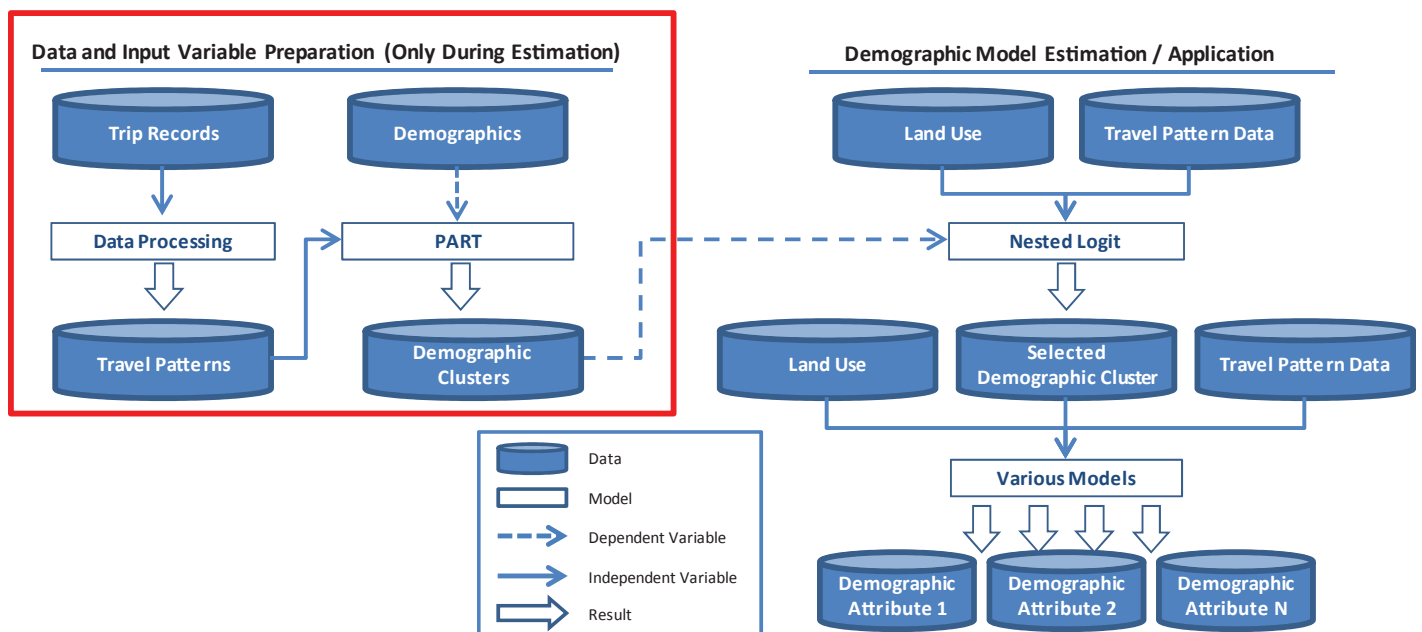 Data and Input Variable Preparation (Only During Estimation)
Trip Records
Demographics
Data Processing
PART
Travel Patterns
Demographic
Clusters
Demographic Model Estimation / Application
Land Use
Travel Pattern Data
Nested Logit
Land Use
Selected
Demographic Cluster
Travel Pattern Data
Various Models
Demographic
Attribute 1
Demographic
Attribute 2
Demographic
Attribute N
Data
Model
Dependent Variable
Independent Variable
Result